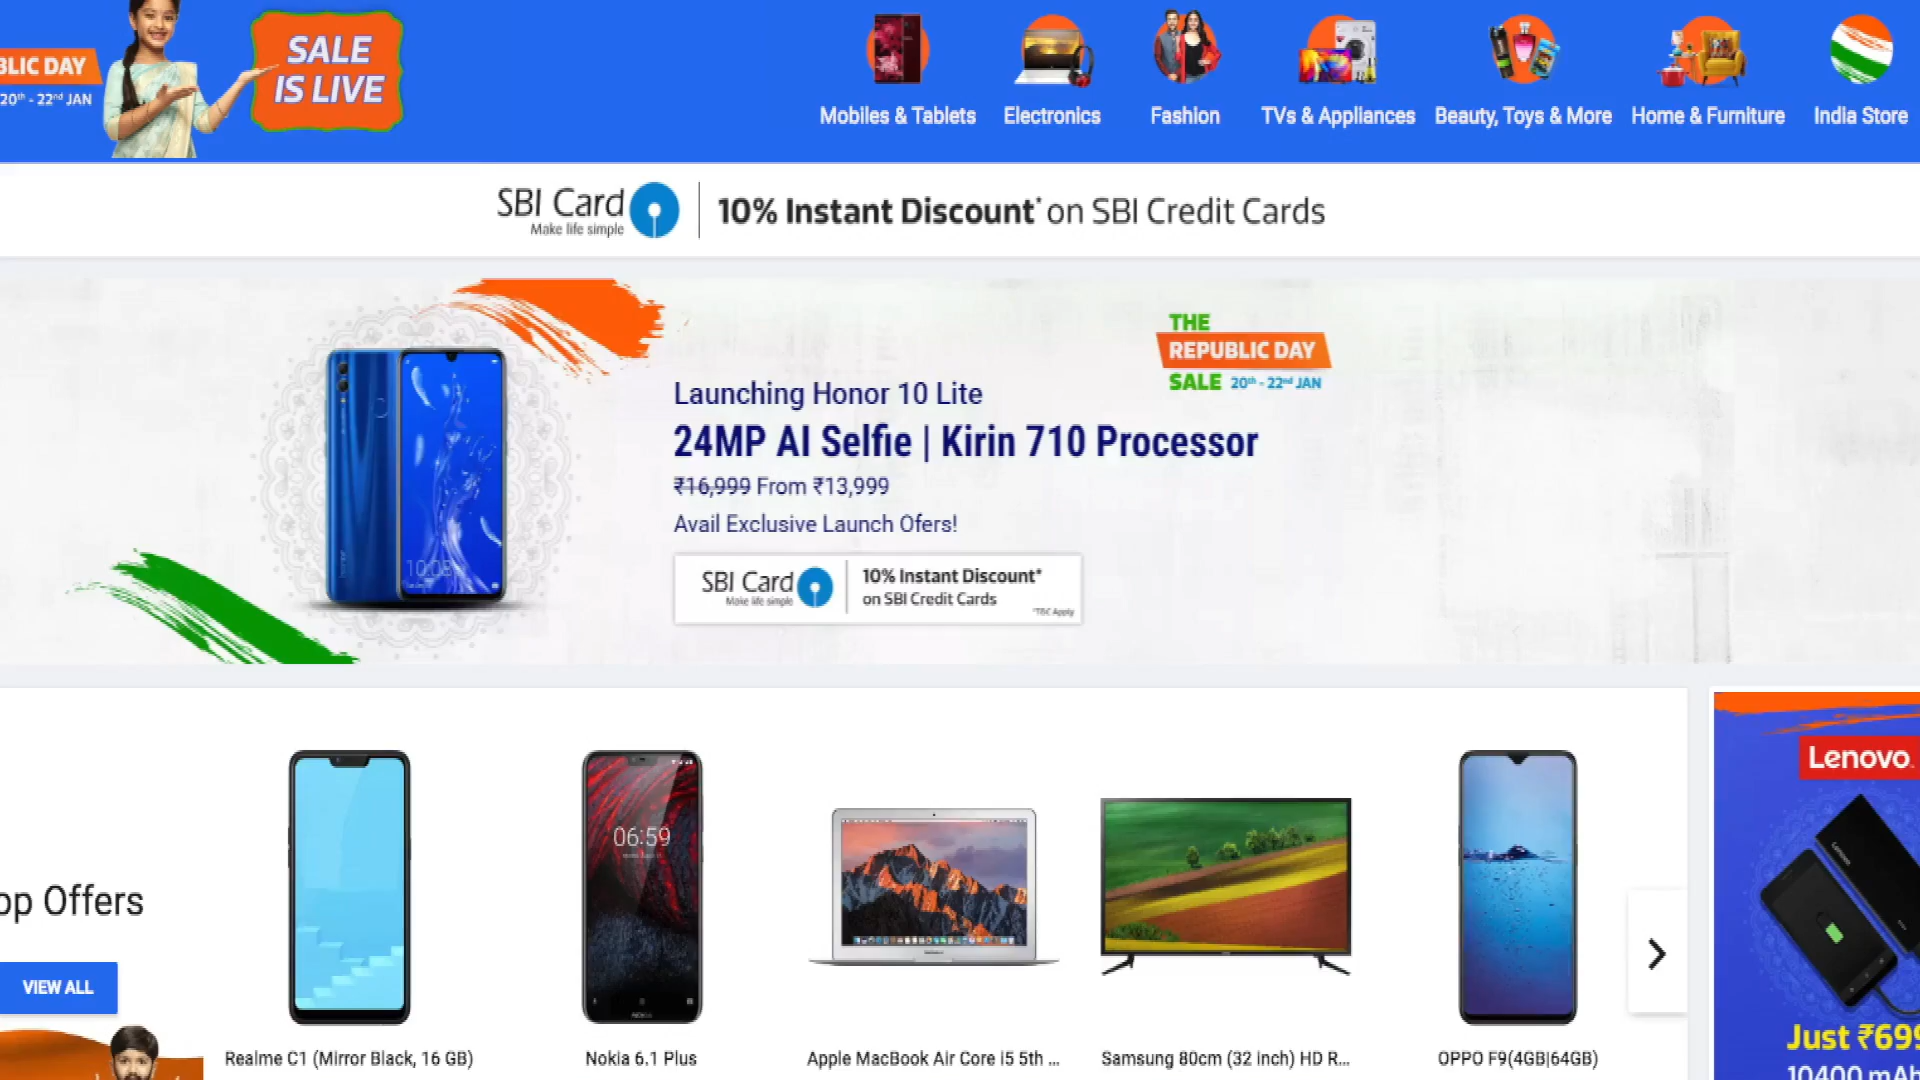 BLIC DAY
20th - 22nd JAN
SALE
IS LIVE
Mobiles & Tablets
Electronics
Fashion
TVs & Appliances
Beauty, Toys & More
Home & Furniture
India Store
SBI Card
Make life simple
10% Instant Discount* on SBI Credit Cards
THE
REPUBLIC DAY
SALE 20th - 22nd JAN
Launching Honor 10 Lite
24MP AI Selfie | Kirin 710 Processor
₹16,999 From ₹13,999
Avail Exclusive Launch Ofers!
SBI Card
Make life simple
10% Instant Discount*
on SBI Credit Cards
*T&C Apply
10:08
Lenovo
Lenovo
06:59
NOKIA
op Offers
VIEW ALL
Realme C1 (Mirror Black, 16 GB)
Nokia 6.1 Plus
Apple MacBook Air Core i5 5th ...
Samsung 80cm (32 inch) HD R...
OPPO F9(4GB|64GB)
Just ₹699
10400 mAh